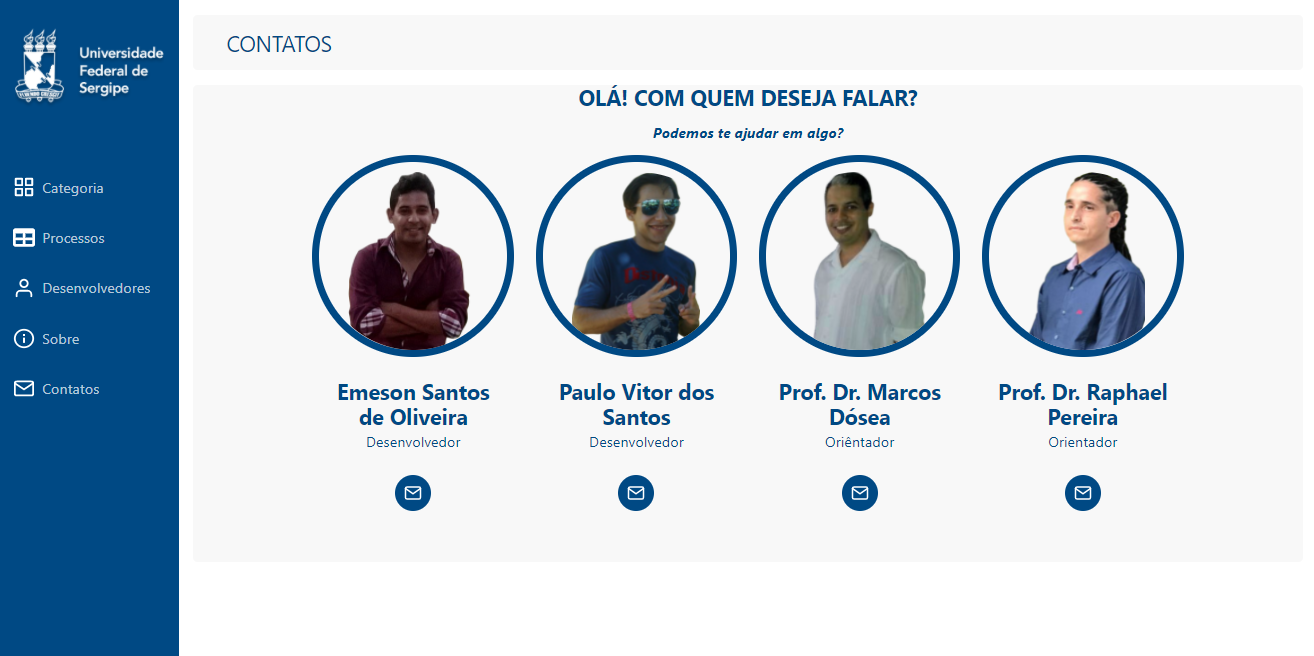 Universidade
Federal de
Sergipe
Categoria
Processos
Desenvolvedores
Sobre
Contatos
CONTATOS
OLÁ! COM QUEM DESEJA FALAR?
Podemos te ajudar em algo?
Emeson Santos
de Oliveira
Desenvolvedor
Paulo Vitor dos
Santos
Desenvolvedor
Prof. Dr. Marcos
Dósea
Oriêntador
Prof. Dr. Raphael
Pereira
Orientador